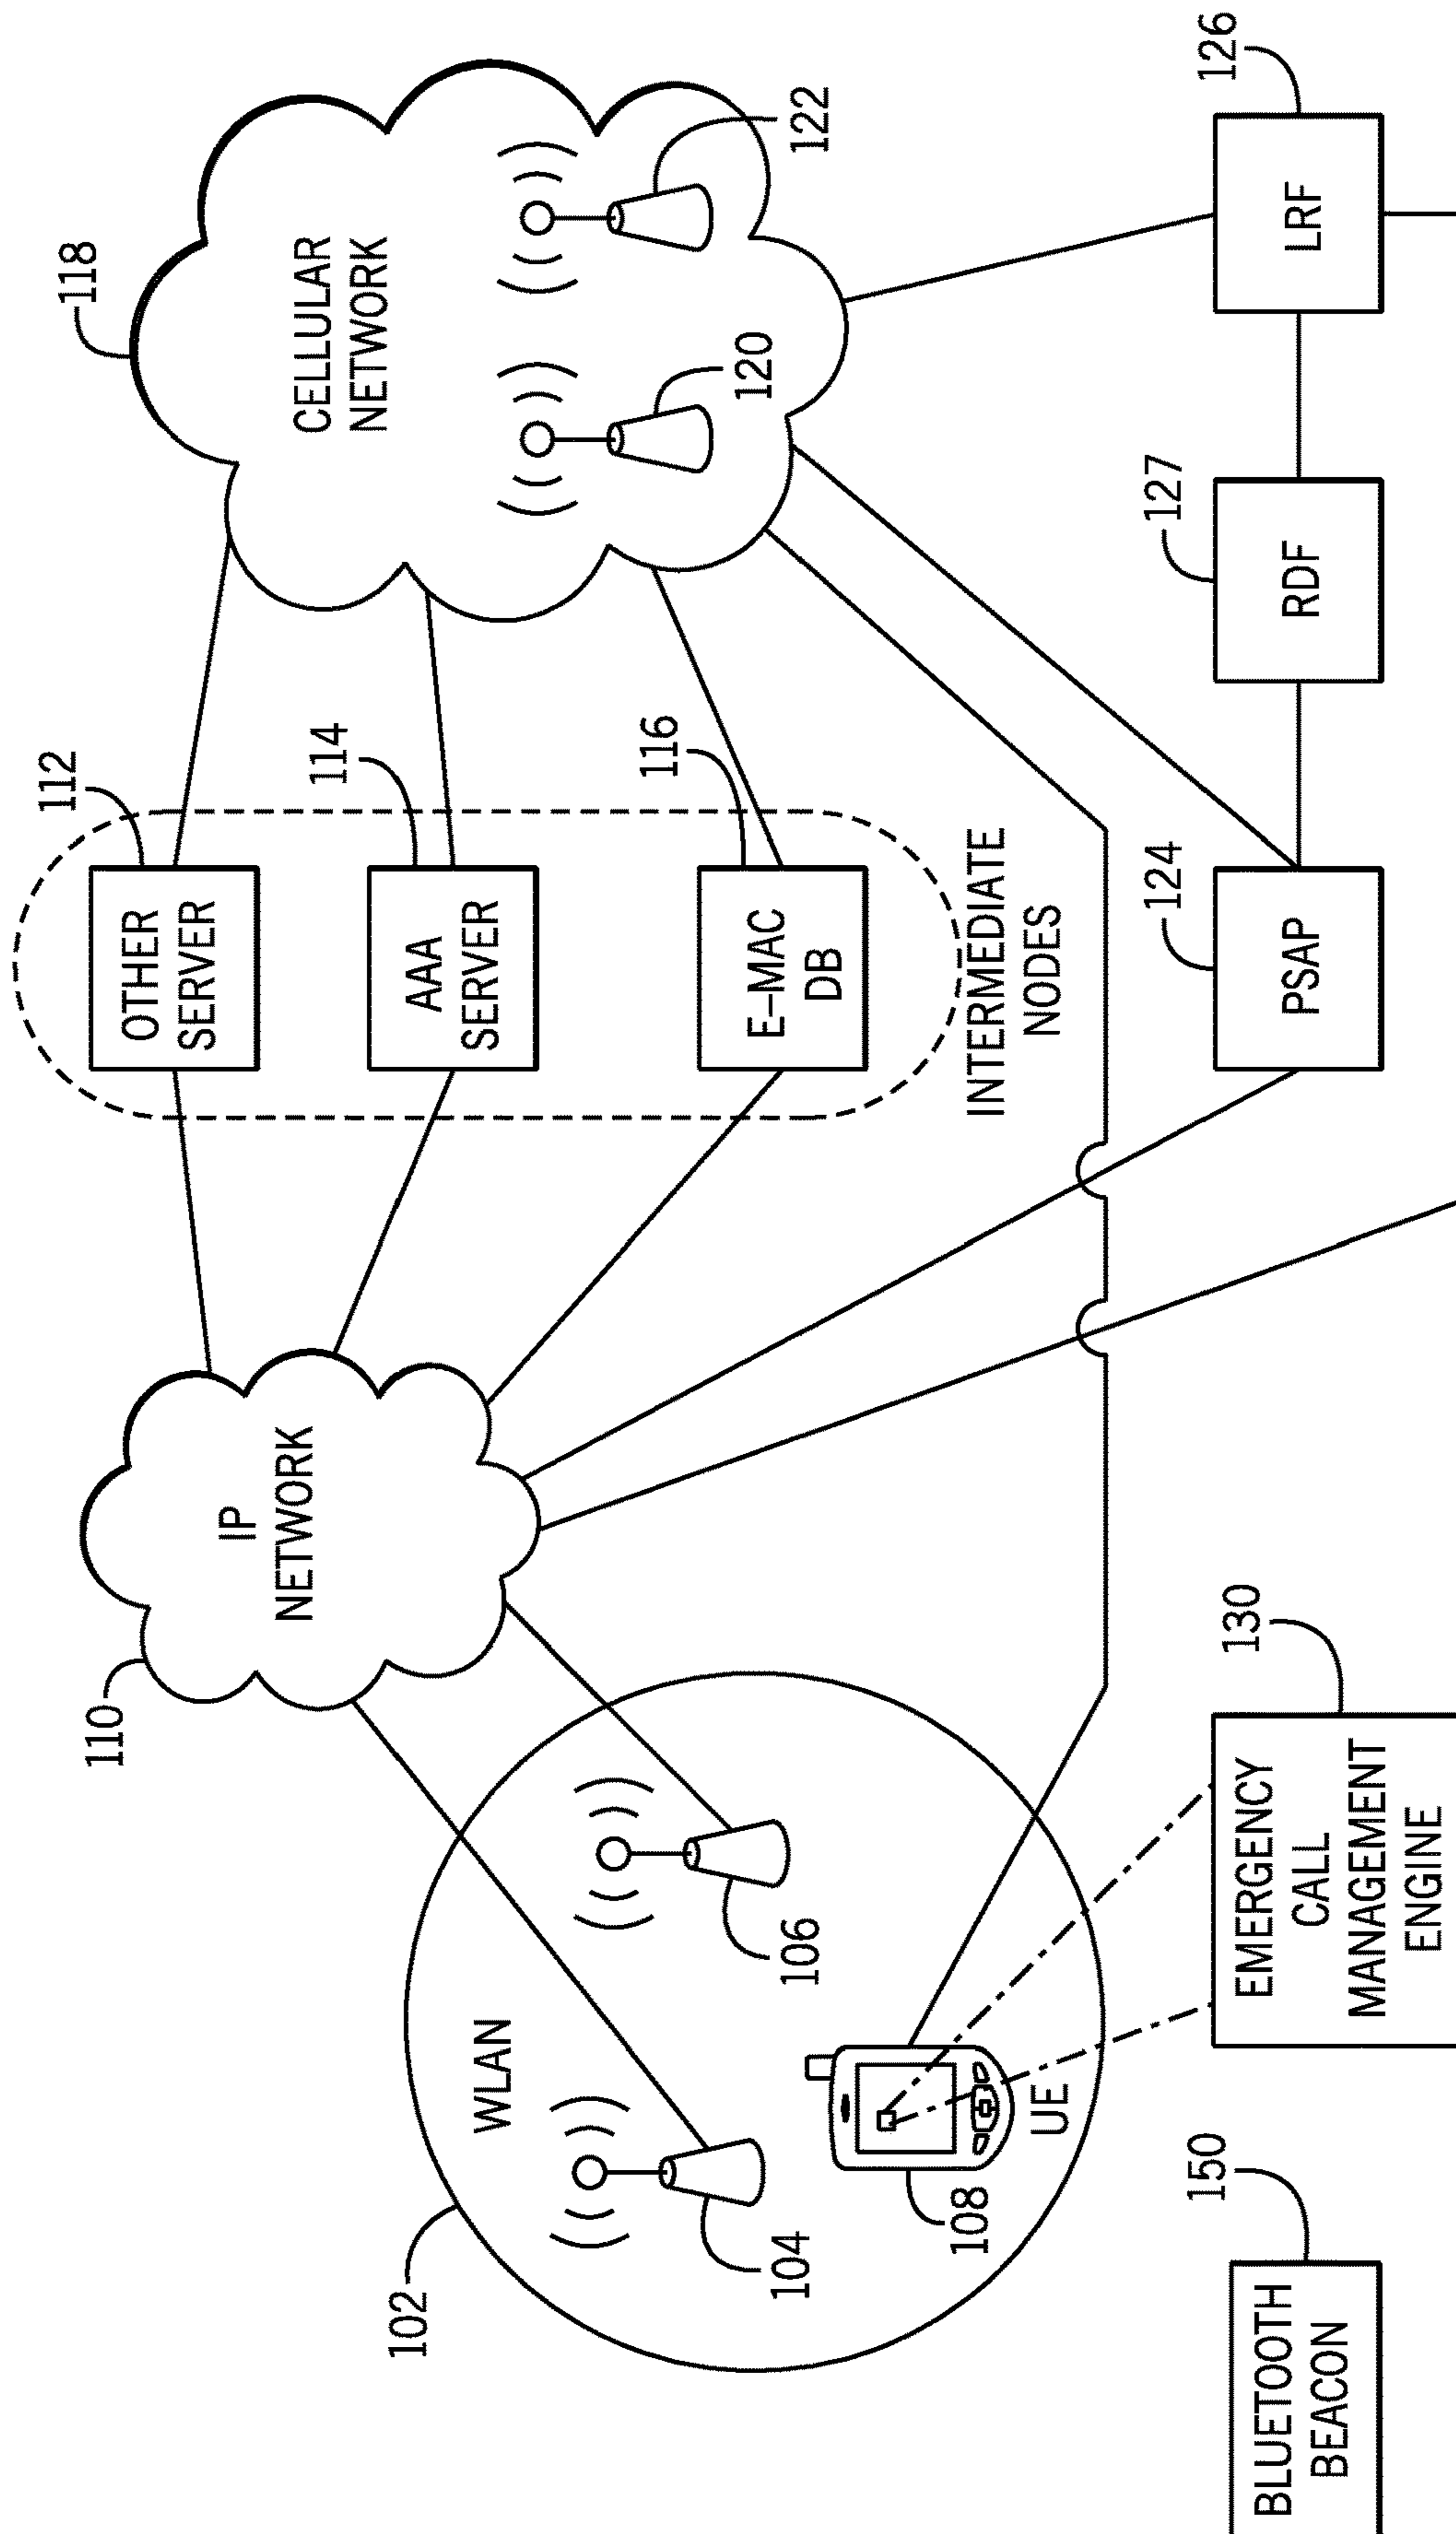 118
CELLULAR
NETWORK
122
120
126
LRF
127
RDF
112
OTHER
SERVER
114
AAA
SERVER
116
E–MAC
DB
INTERMEDIATE
NODES
124
PSAP
110
IP
NETWORK
102
WLAN
104
106
108
UE
130
EMERGENCY
CALL
MANAGEMENT
ENGINE
150
BLUETOOTH
BEACON